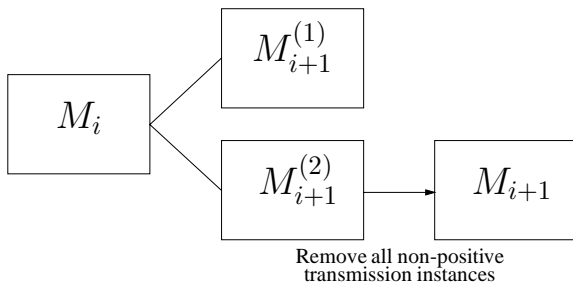 M_{i+1}^{(1)}
M_i
M_{i+1}^{(2)}
M_{i+1}
Remove all non-positive
transmission instances